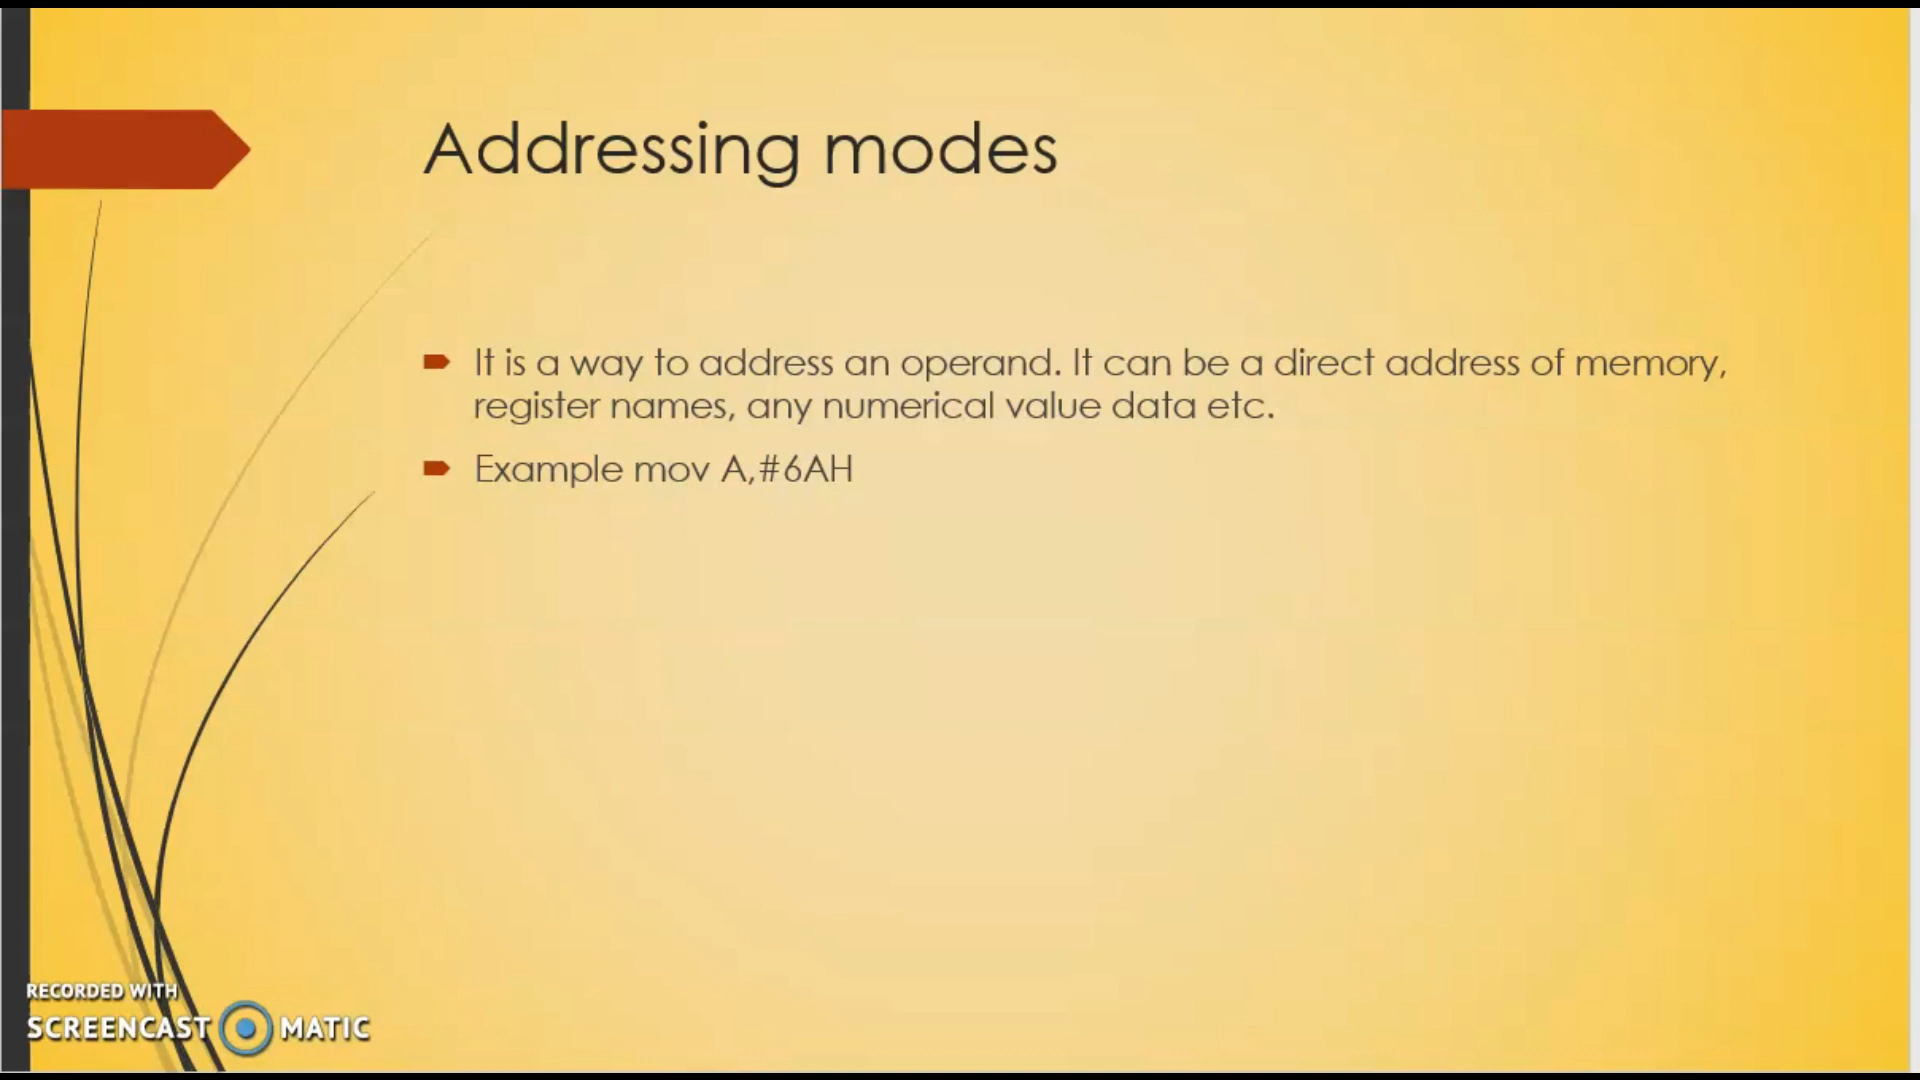 Addressing modes
It is a way to address an operand. It can be a direct address of memory,
register names, any numerical value data etc.
Example mov A,#6AH
RECORDED WITH
SCREENCAST MATIC